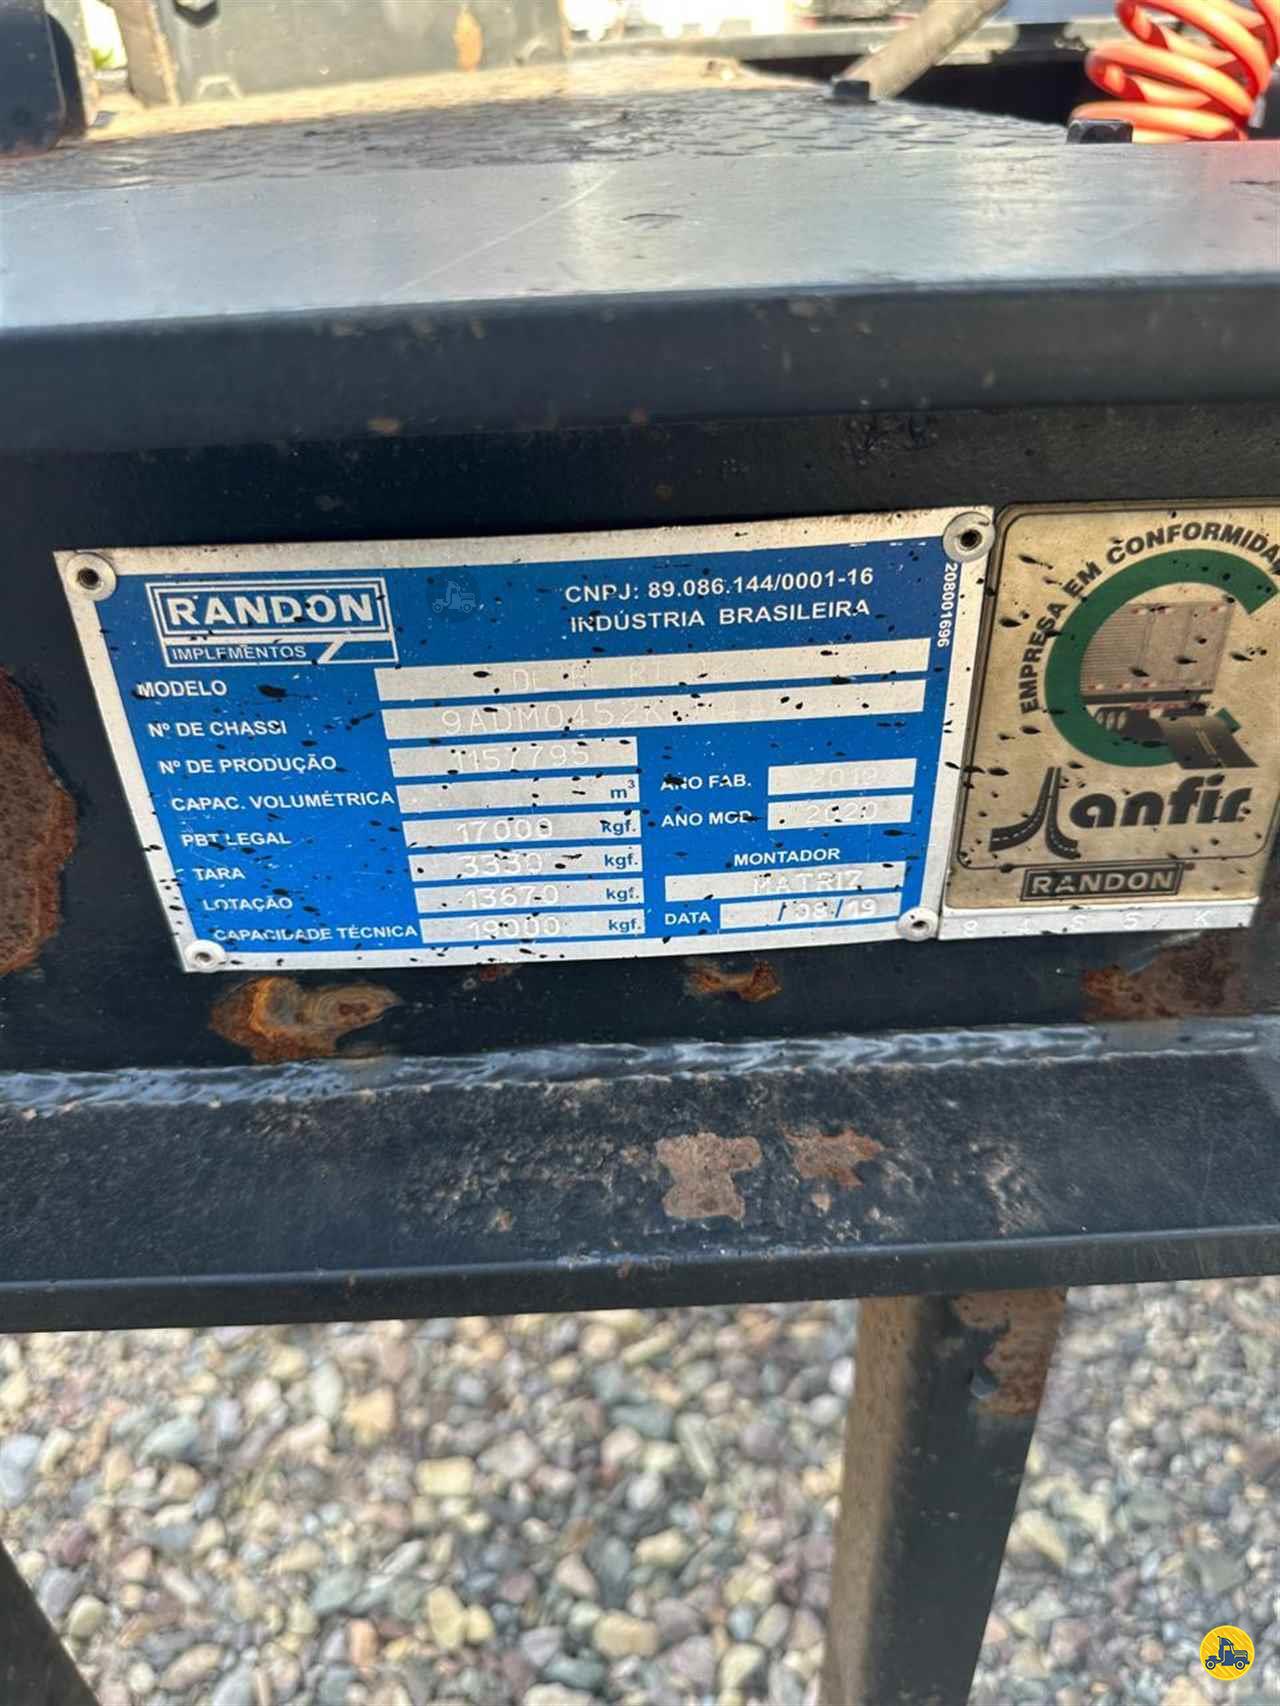 RANDON
IMPLEMENTOS
CNPJ: 89.086.144/0001-16
INDÚSTRIA BRASILEIRA
208001696
MODELO
Nº DE CHASSI 9ADM0452K
Nº DE PRODUÇÃO 1157795
CAPAC. VOLUMÉTRICA m³
PBT LEGAL 17000 kgf.
TARA 3330 kgf.
LOTAÇÃO 13670 kgf.
CAPACIDADE TÉCNICA 19000 kgf.
ANO FAB. 2019
ANO MOD. 2020
MONTADOR
MATRIZ
DATA /08/19
EMPRESA EM CONFORMIDA
anfir
RANDON